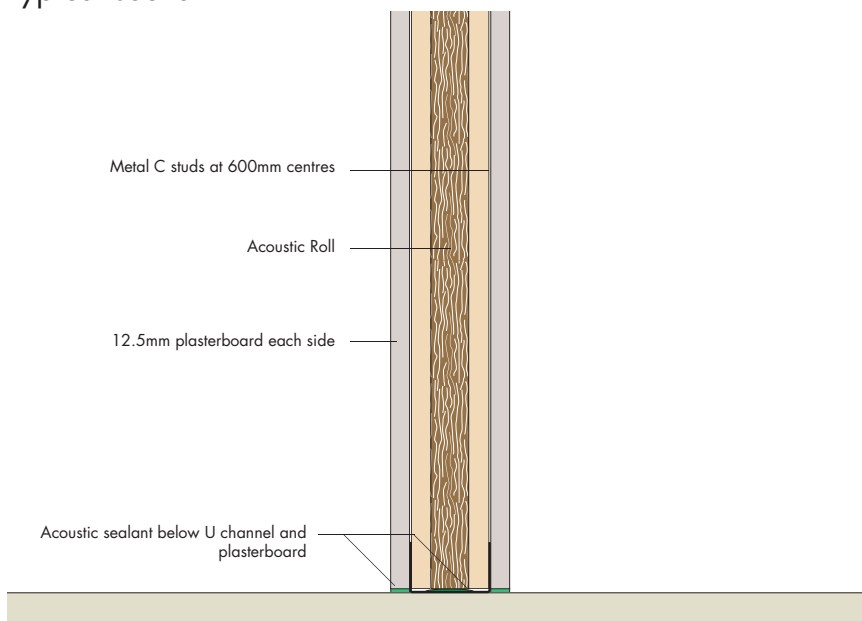 Metal C studs at 600mm centres
Acoustic Roll
12.5mm plasterboard each side
Acoustic sealant below U channel and
plasterboard